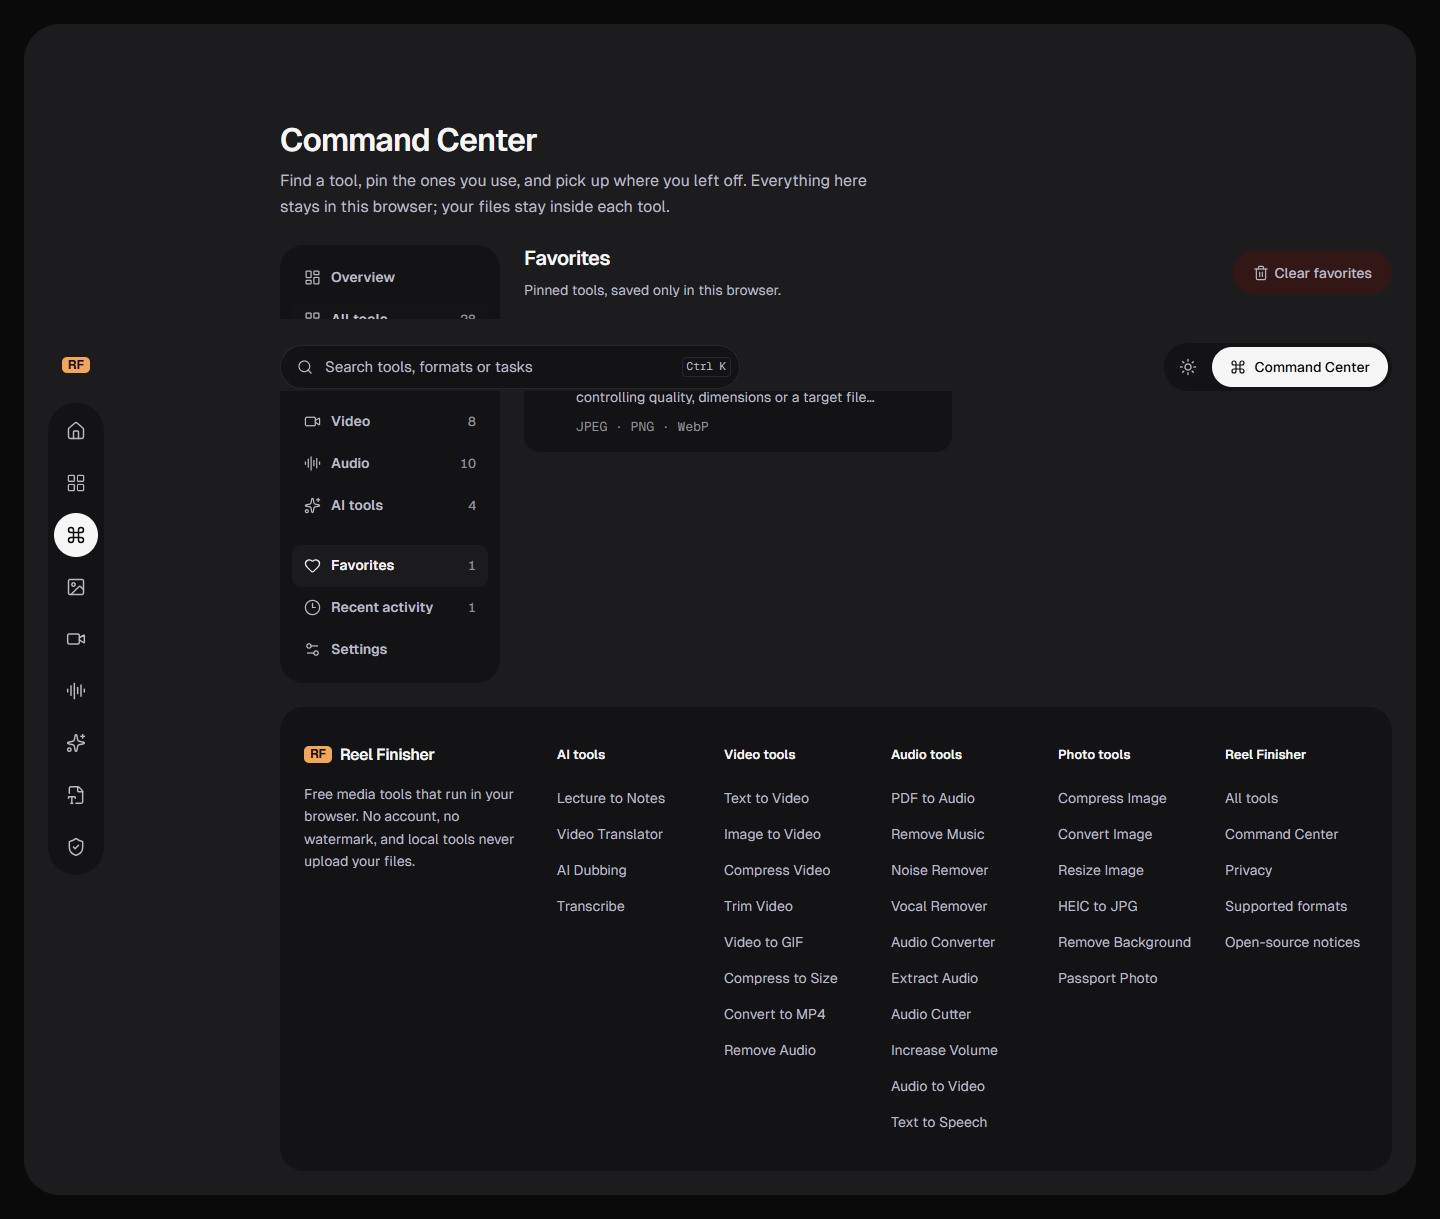 Command Center
Find a tool, pin the ones you use, and pick up where you left off. Everything here
stays in this browser; your files stay inside each tool.
Overview
All tools 28
Favorites
Pinned tools, saved only in this browser.
Clear favorites
RF
Search tools, formats or tasks
Ctrl K
Command Center
controlling quality, dimensions or a target file…
JPEG · PNG · WebP
Video 8
Audio 10
AI tools 4
Favorites 1
Recent activity 1
Settings
RF Reel Finisher
Free media tools that run in your
browser. No account, no
watermark, and local tools never
upload your files.
AI tools
Lecture to Notes
Video Translator
AI Dubbing
Transcribe
Video tools
Text to Video
Image to Video
Compress Video
Trim Video
Video to GIF
Compress to Size
Convert to MP4
Remove Audio
Audio tools
PDF to Audio
Remove Music
Noise Remover
Vocal Remover
Audio Converter
Extract Audio
Audio Cutter
Increase Volume
Audio to Video
Text to Speech
Photo tools
Compress Image
Convert Image
Resize Image
HEIC to JPG
Remove Background
Passport Photo
Reel Finisher
All tools
Command Center
Privacy
Supported formats
Open-source notices